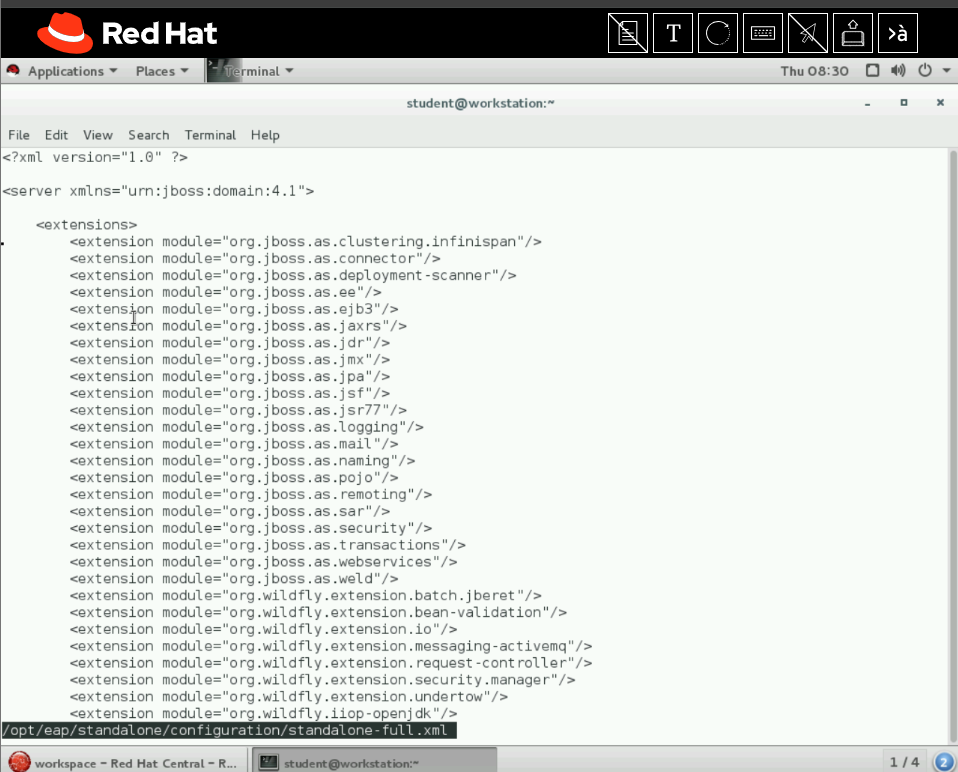 Red Hat
T
>à
Applications
Places
Terminal
Thu 08:30
student@workstation:~
File Edit View Search Terminal Help
<?xml version="1.0" ?>
<server xmlns="urn:jboss:domain:4.1">
<extensions>
<extension module="org.jboss.as.clustering.infinispan"/>
<extension module="org.jboss.as.connector"/>
<extension module="org.jboss.as.deployment-scanner"/>
<extension module="org.jboss.as.ee"/>
<extension module="org.jboss.as.ejb3"/>
<extension module="org.jboss.as.jaxrs"/>
<extension module="org.jboss.as.jdr"/>
<extension module="org.jboss.as.jmx"/>
<extension module="org.jboss.as.jpa"/>
<extension module="org.jboss.as.jsf"/>
<extension module="org.jboss.as.jsr77"/>
<extension module="org.jboss.as.logging"/>
<extension module="org.jboss.as.mail"/>
<extension module="org.jboss.as.naming"/>
<extension module="org.jboss.as.pojo"/>
<extension module="org.jboss.as.remoting"/>
<extension module="org.jboss.as.sar"/>
<extension module="org.jboss.as.security"/>
<extension module="org.jboss.as.transactions"/>
<extension module="org.jboss.as.webservices"/>
<extension module="org.jboss.as.weld"/>
<extension module="org.wildfly.extension.batch.jberet"/>
<extension module="org.wildfly.extension.bean-validation"/>
<extension module="org.wildfly.extension.io"/>
<extension module="org.wildfly.extension.messaging-activemq"/>
<extension module="org.wildfly.extension.request-controller"/>
<extension module="org.wildfly.extension.security.manager"/>
<extension module="org.wildfly.extension.undertow"/>
<extension module="org.wildfly.iiop-openjdk"/>
/opt/eap/standalone/configuration/standalone-full.xml
workspace – Red Hat Central – R...
student@workstation:~
1 / 4
2